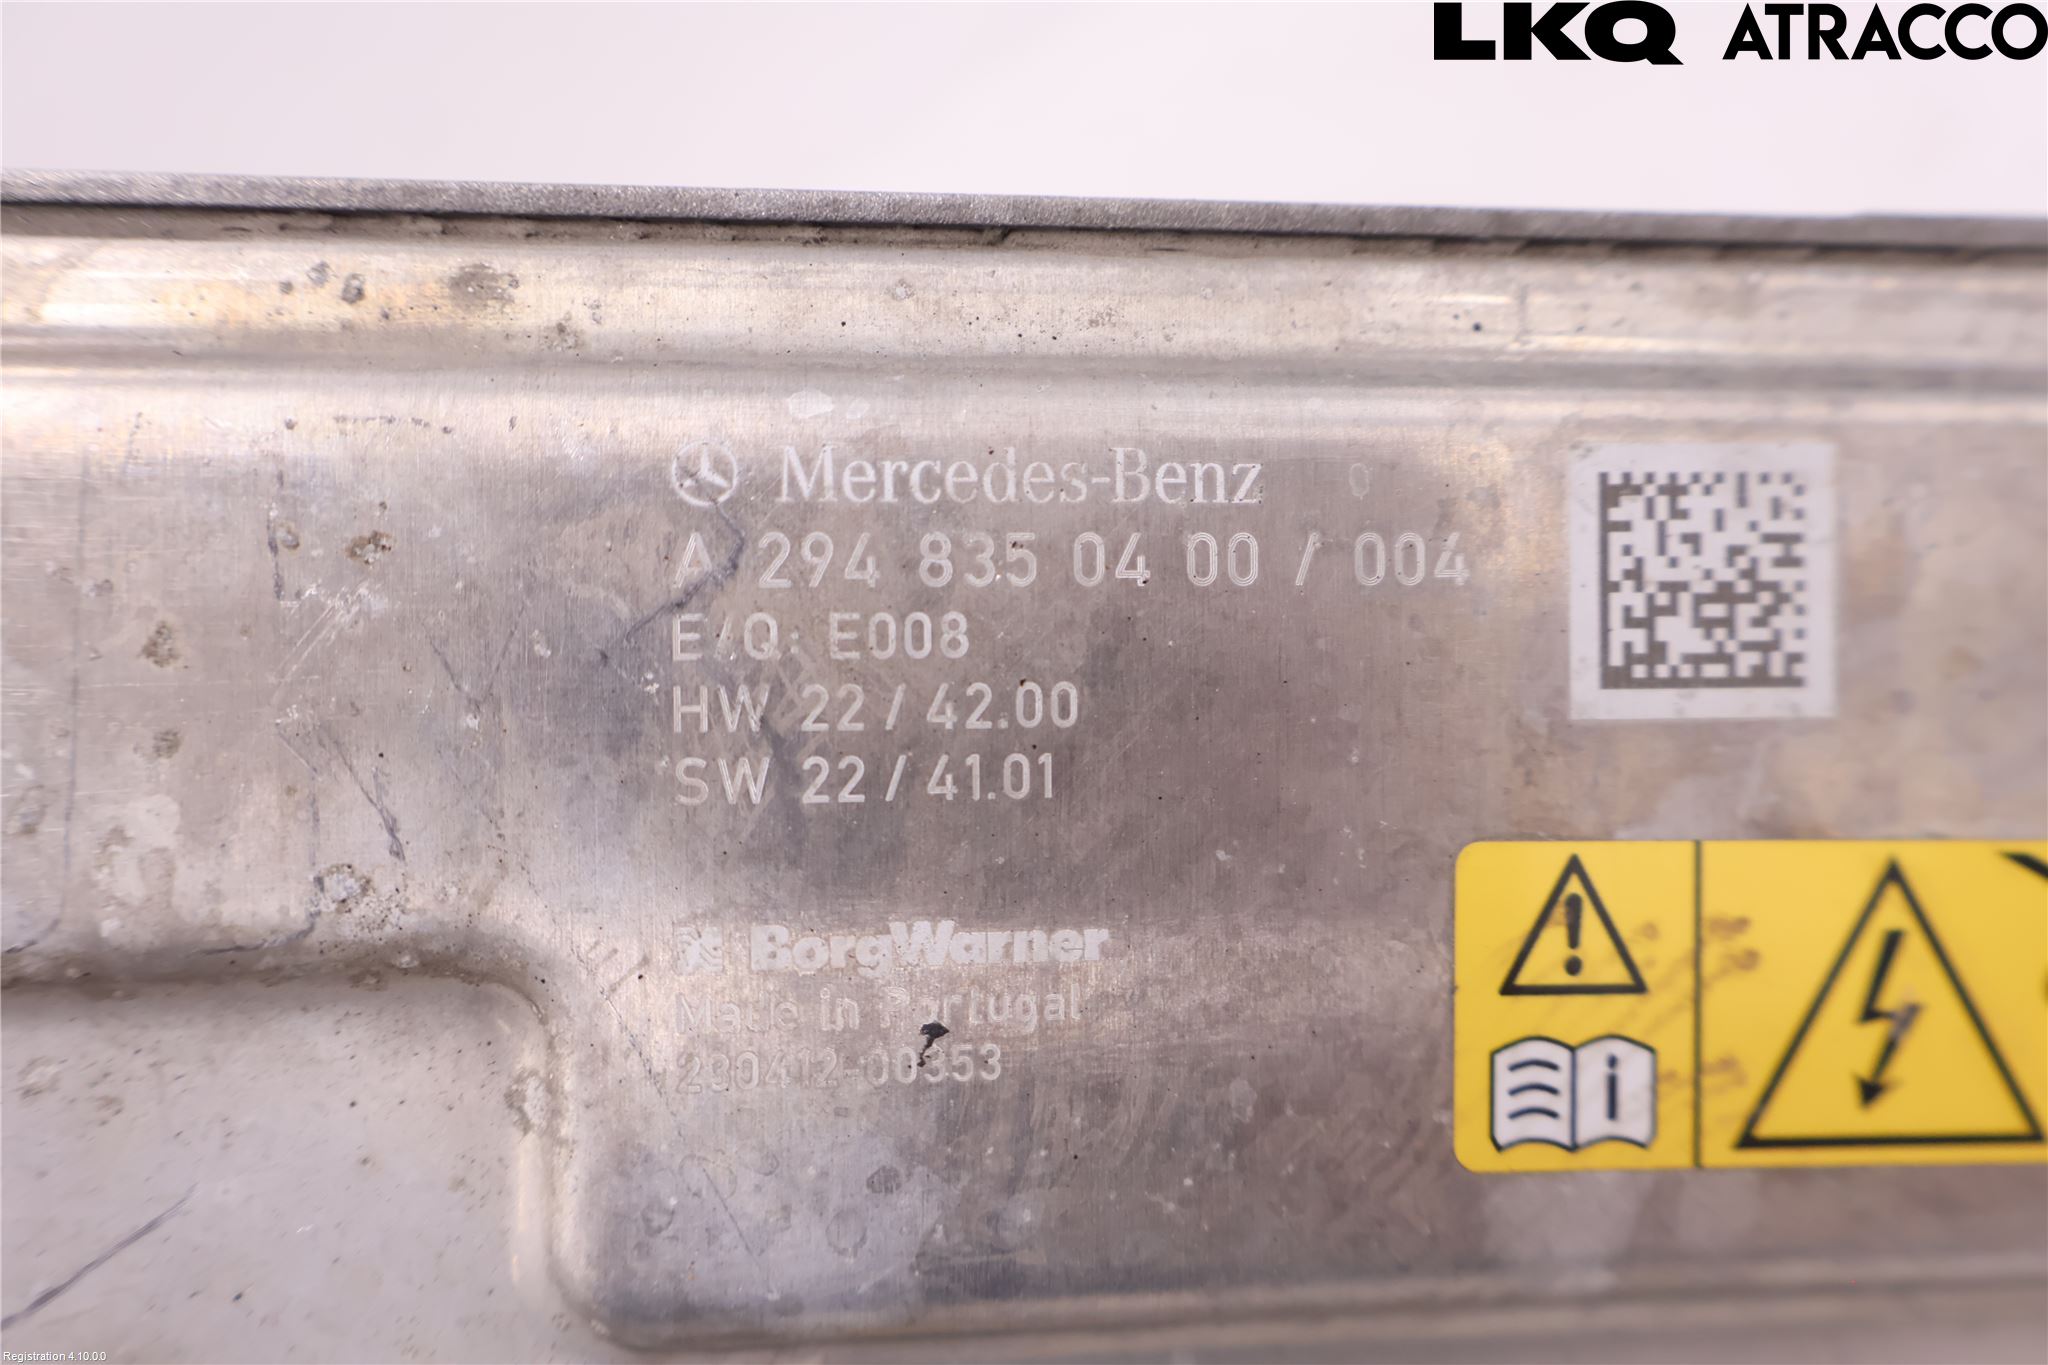 LKQ ATRACCO
Mercedes-Benz
A 294 835 04 00 / 004
E/Q: E008
HW 22 / 42.00
SW 22 / 41.01
BorgWarner
Made in Portugal
230412-00353
i
Registration 4.10.0.0